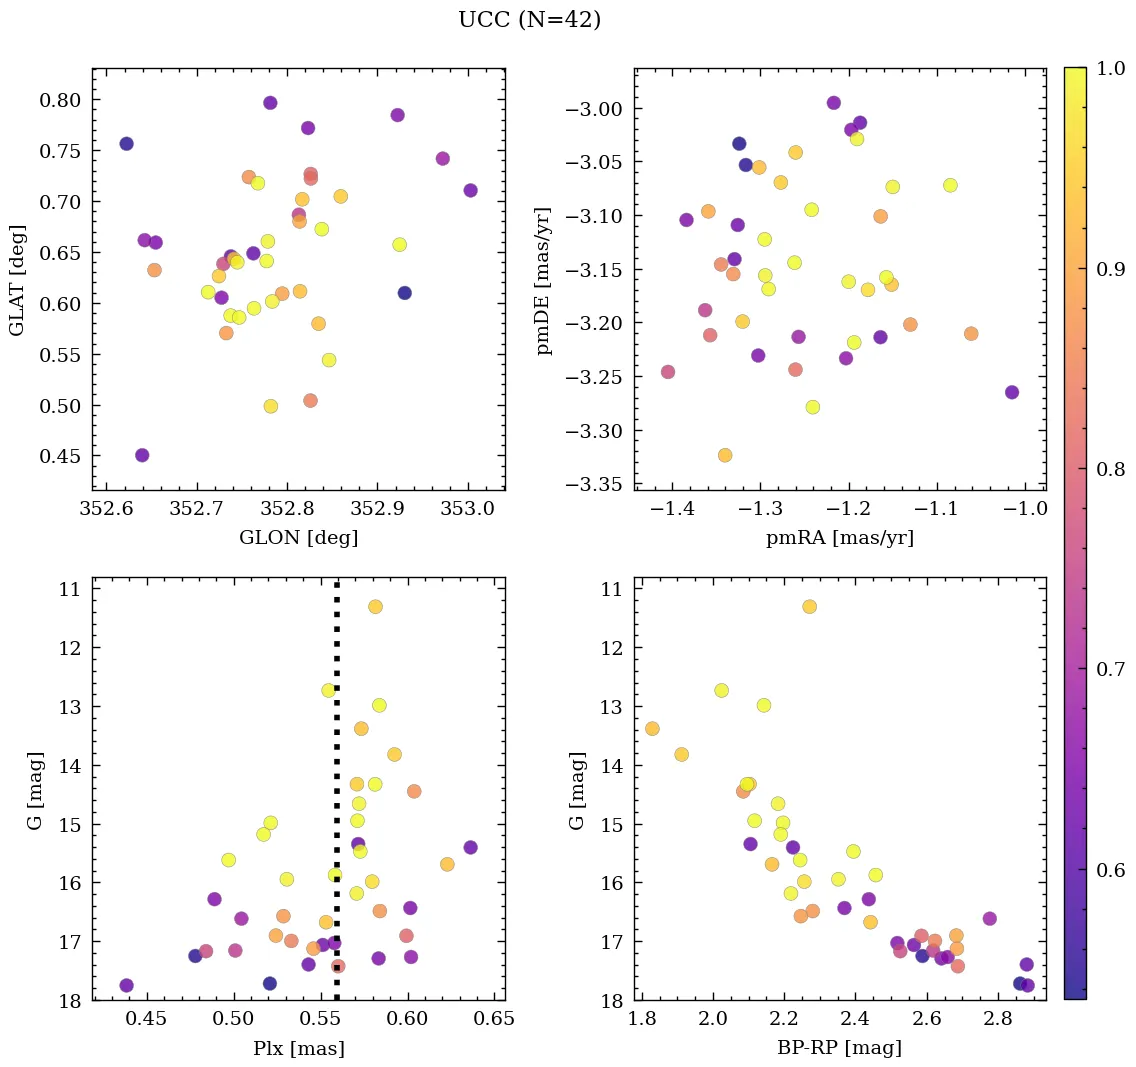 UCC (N=42)
0.80
0.75
0.70
0.65
0.60
0.55
0.50
0.45
GLAT [deg]
352.6 352.7 352.8 352.9 353.0
GLON [deg]
−3.00
−3.05
−3.10
−3.15
−3.20
−3.25
−3.30
−3.35
pmDE [mas/yr]
−1.4 −1.3 −1.2 −1.1 −1.0
pmRA [mas/yr]
1.0
0.9
0.8
0.7
0.6
11
12
13
14
15
16
17
18
G [mag]
0.45 0.50 0.55 0.60 0.65
Plx [mas]
11
12
13
14
15
16
17
18
G [mag]
1.8 2.0 2.2 2.4 2.6 2.8
BP-RP [mag]